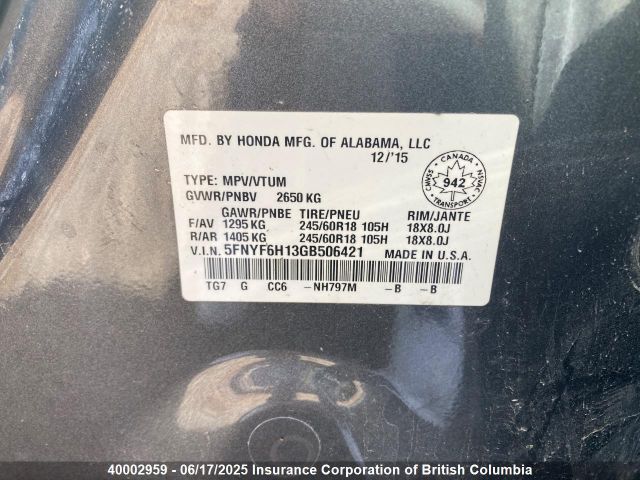 MFD. BY HONDA MFG. OF ALABAMA, LLC
12/'15
TYPE: MPV/VTUM
GVWR/PNBV 2650 KG
GAWR/PNBE TIRE/PNEU RIM/JANTE
F/AV 1295 KG 245/60R18 105H 18X8.0J
R/AR 1405 KG 245/60R18 105H 18X8.0J
V.I.N. 5FNYF6H13GB506421 MADE IN U.S.A.
TG7 G CC6 -NH797M -B -B
CANADA
CMVSS 942 NSVAC
TRANSPORT
40002959 - 06/17/2025 Insurance Corporation of British Columbia